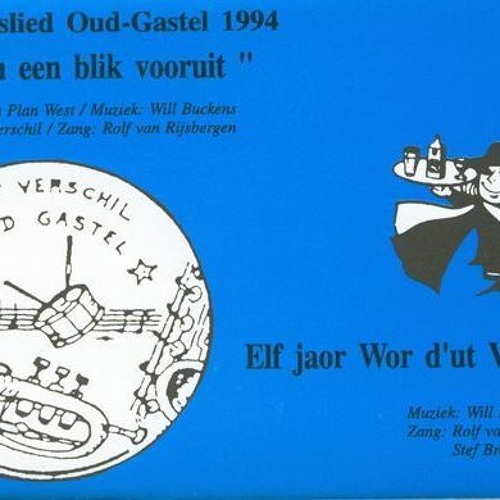 slied Oud-Gastel 1994
n een blik vooruit "
Plan West / Muziek: Will Buckens
erschil / Zang: Rolf van Rijsbergen
VERSCHIL
D GASTEL
Elf jaor Wor d'ut V
Muziek: Will
Zang: Rolf va
Stef Br